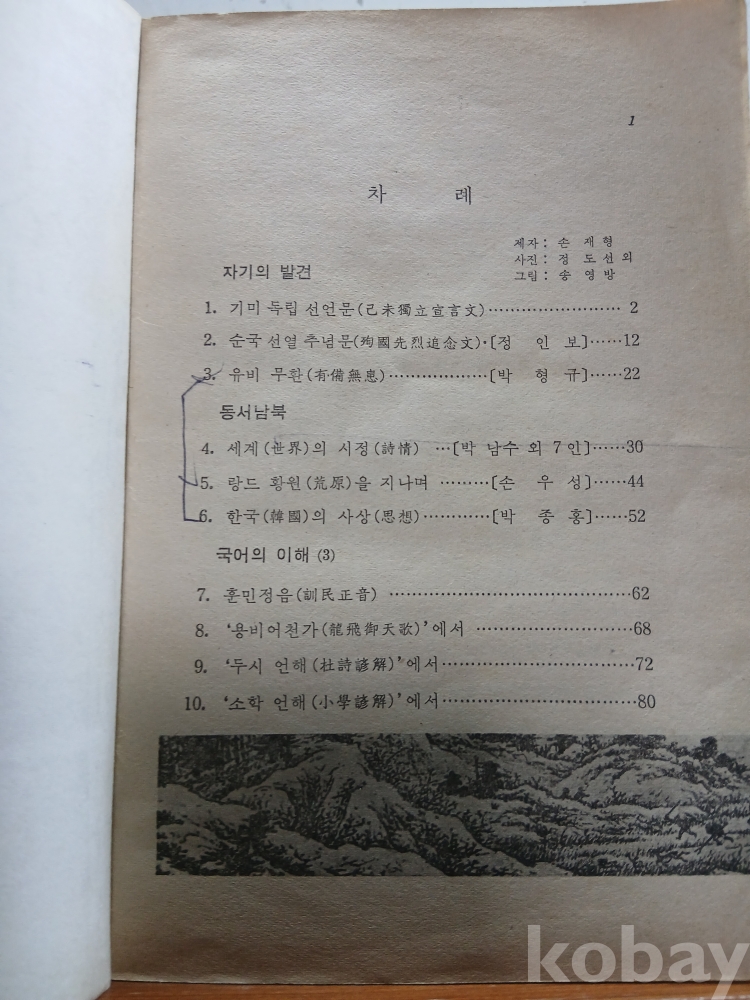 1
차 례
제자: 손 재 형
사진: 정 도 선 외
그림: 송 영 방
자기의 발견
1. 기미 독립 선언문(己未獨立宣言文)······················· 2
2. 순국 선열 추념문(殉國先烈追念文)·〔정 인 보〕······12
3. 유비 무환(有備無患)··················〔박 형 규〕······22
동서남북
4. 세계(世界)의 시정(詩情) ···〔박 남수 외 7 인〕······30
5. 랑드 황원(荒原)을 지나며 ·········〔손 우 성〕······44
6. 한국(韓國)의 사상(思想)············〔박 종 홍〕······52
국어의 이해 (3)
7. 훈민정음(訓民正音) ··········································62
8. ‘용비어천가(龍飛御天歌)’에서 ···························68
9. ‘두시 언해(杜詩諺解)’에서··································72
10. ‘소학 언해(小學諺解)’에서··································80
kobay